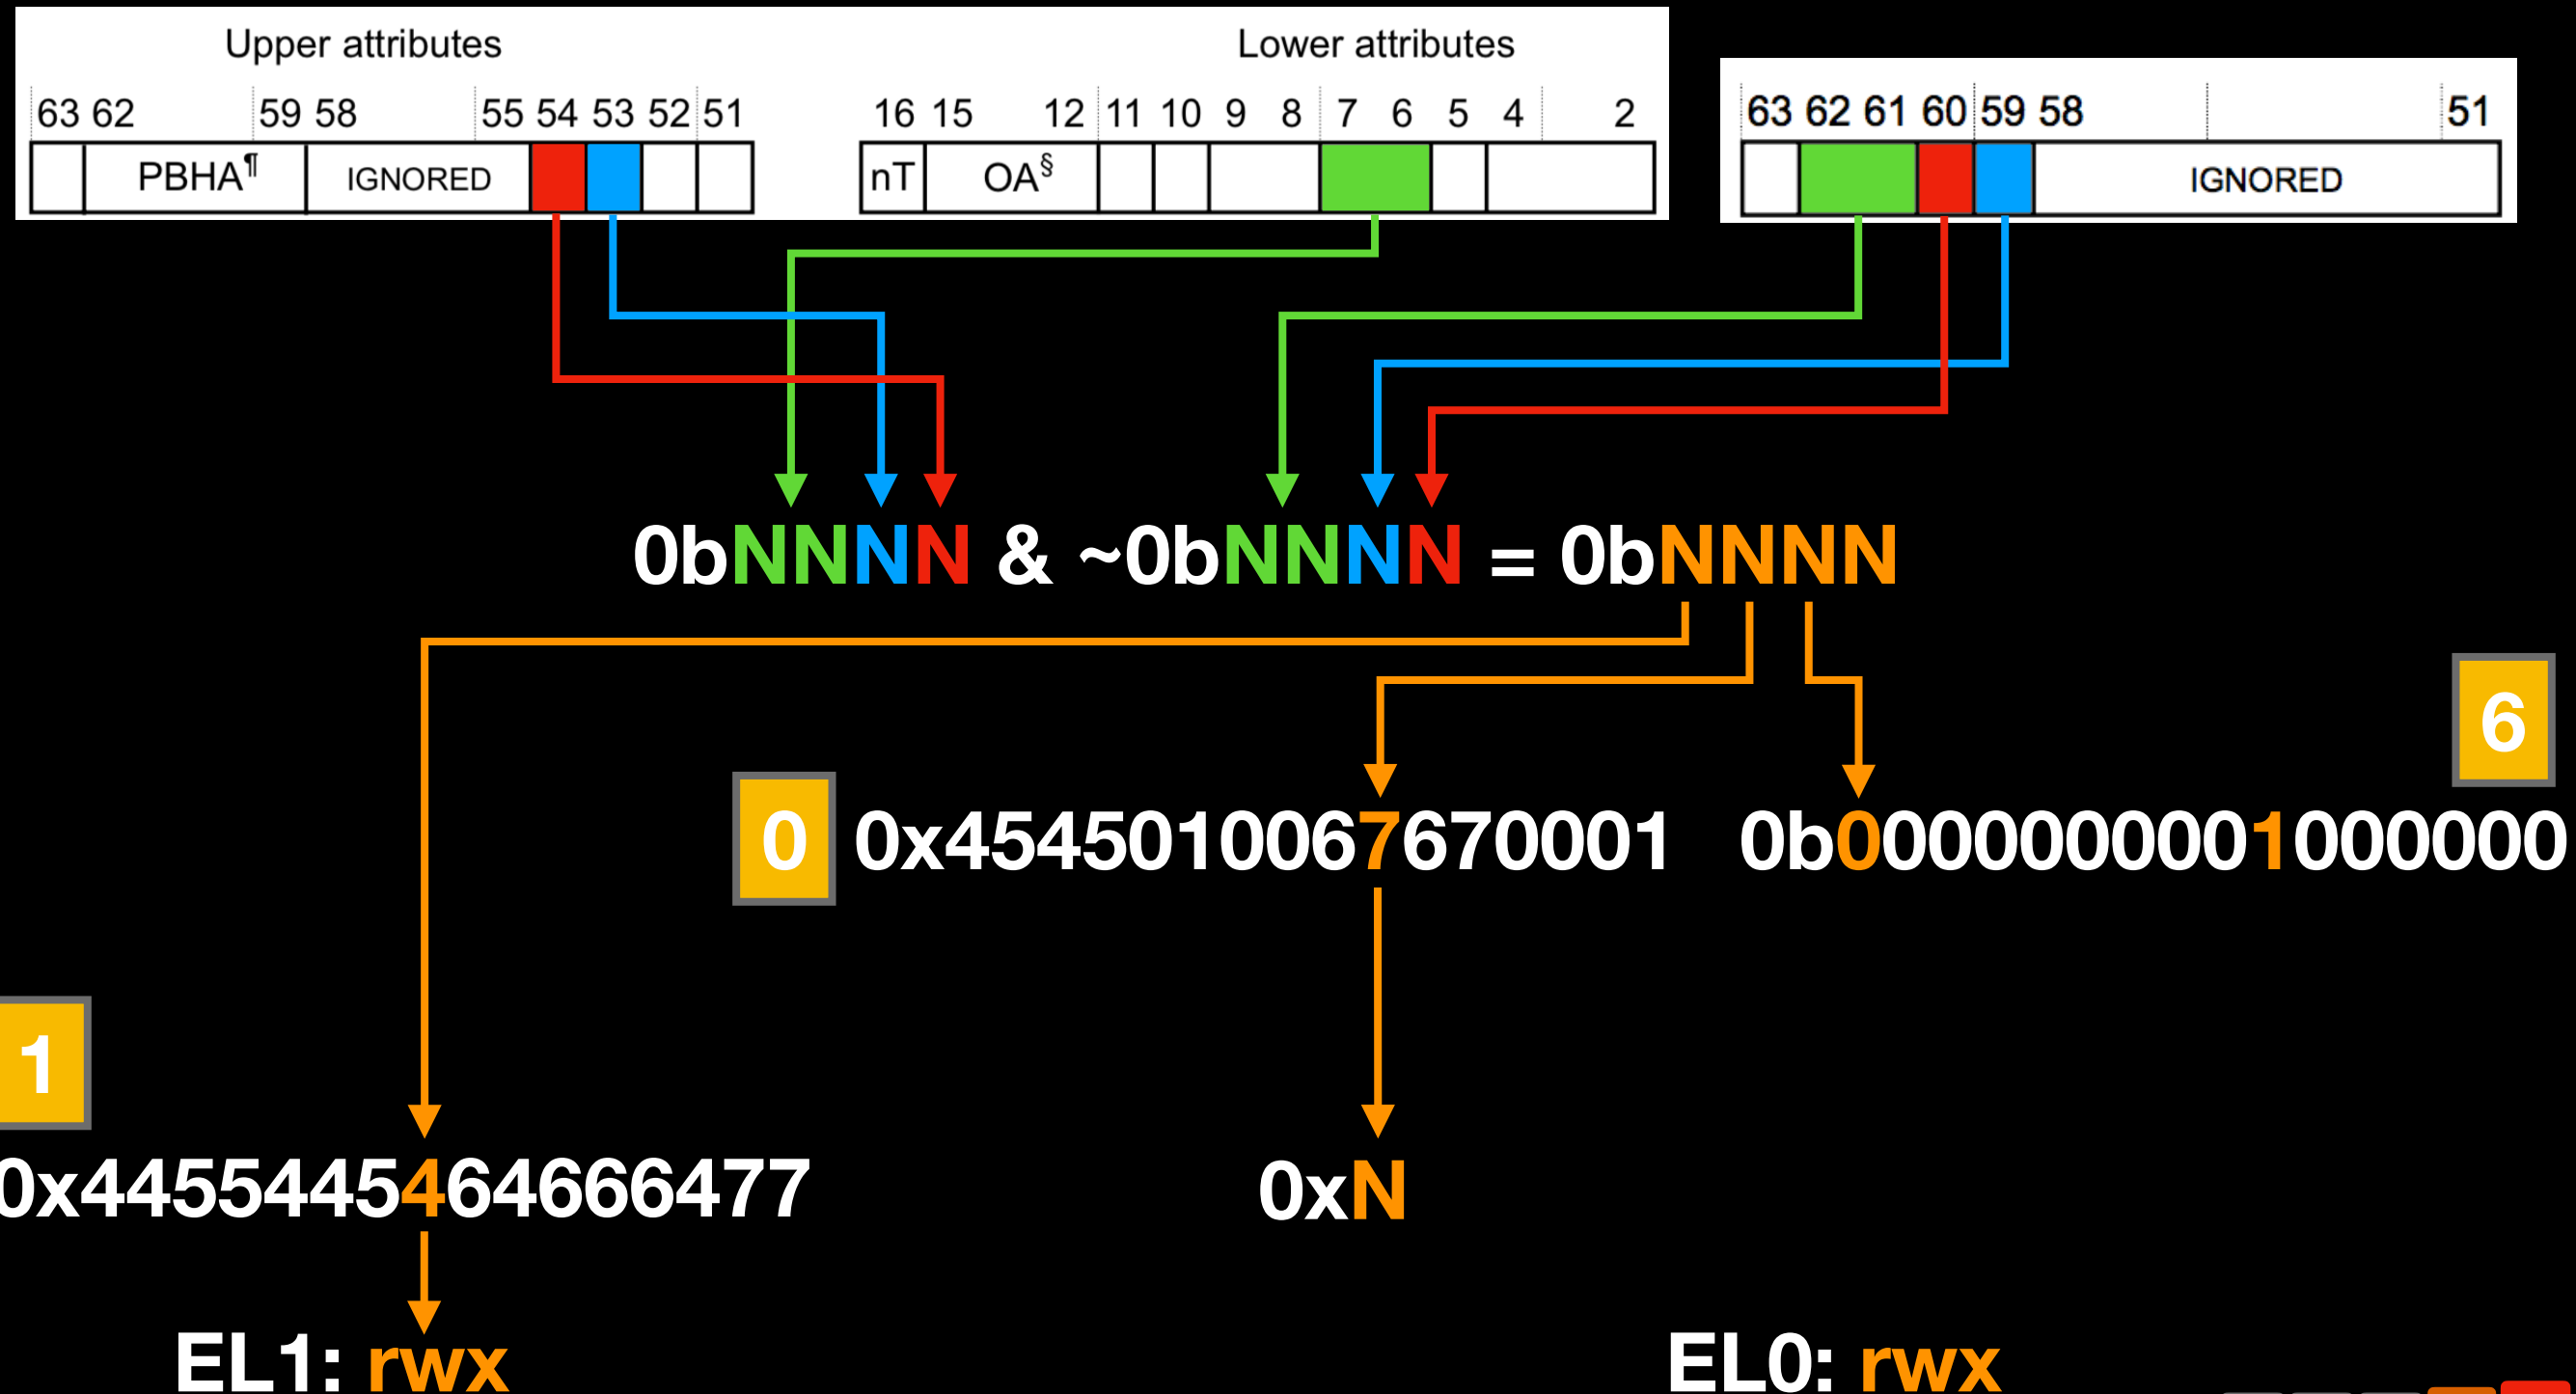 Upper attributes Lower attributes
63 62 59 58 55 54 53 52 51 16 15 12 11 10 9 8 7 6 5 4 2 63 62 61 60 59 58 51
PBHA¶ IGNORED nT OA§ IGNORED
0bNNNN & ~0bNNNN = 0bNNNN
6
0 0x4545010067670001 0b0000000001000000
1
0x4455445464666477 0xN
EL1: rwx EL0: rwx